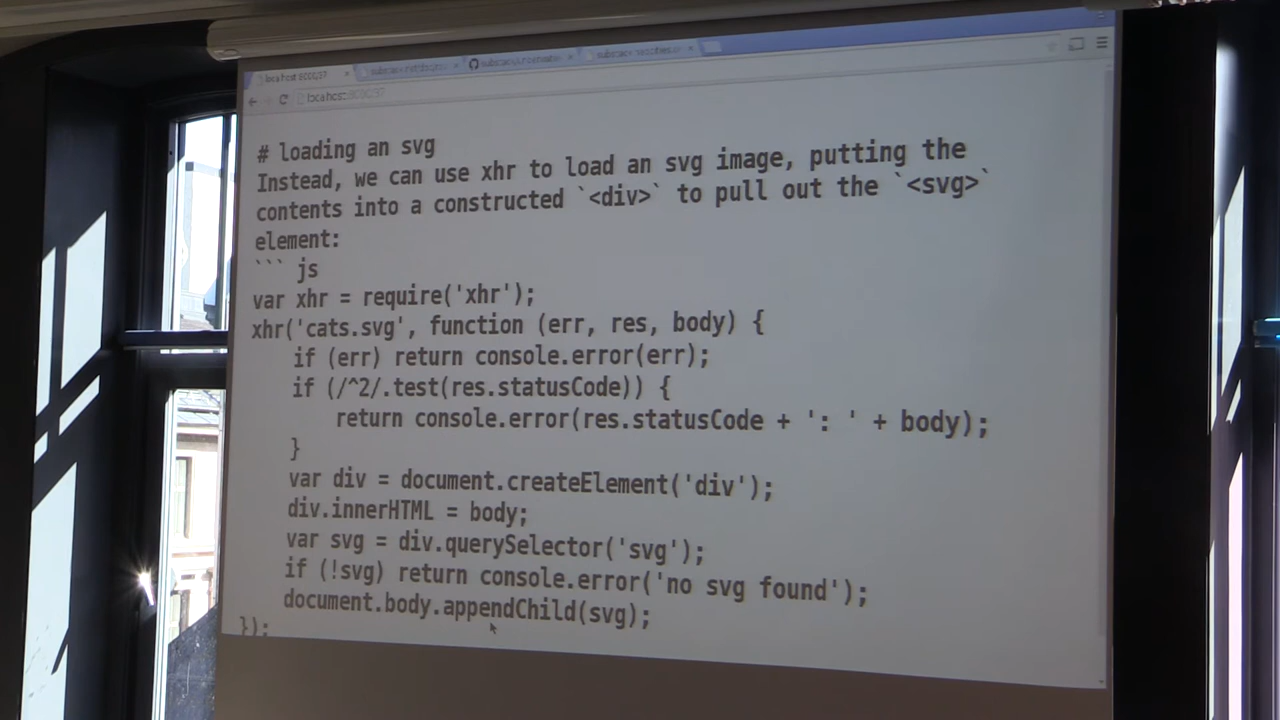 # loading an svg
Instead, we can use xhr to load an svg image, putting the
contents into a constructed `<div>` to pull out the `<svg>`
element:
``` js
var xhr = require('xhr');
xhr('cats.svg', function (err, res, body) {
    if (err) return console.error(err);
    if (/^2/.test(res.statusCode)) {
        return console.error(res.statusCode + ': ' + body);
    }
    var div = document.createElement('div');
    div.innerHTML = body;
    var svg = div.querySelector('svg');
    if (!svg) return console.error('no svg found');
    document.body.appendChild(svg);
});